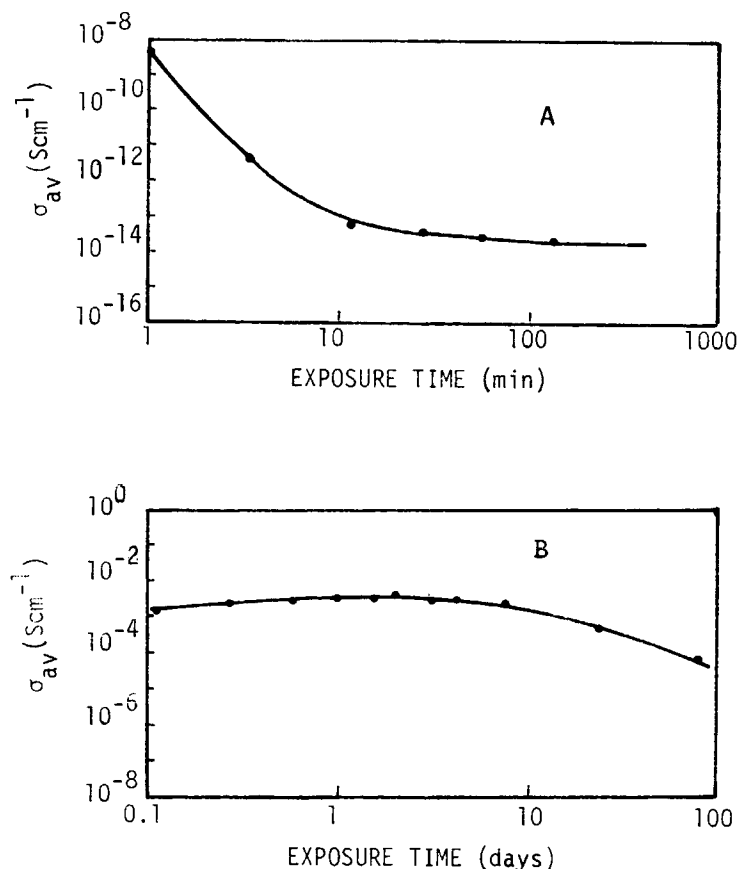 10⁻⁸
10⁻¹⁰
10⁻¹²
10⁻¹⁴
10⁻¹⁶
σav(Scm⁻¹)
A
1 10 100 1000
EXPOSURE TIME (min)
10⁰
10⁻²
10⁻⁴
10⁻⁶
10⁻⁸
σav(Scm⁻¹)
B
0.1 1 10 100
EXPOSURE TIME (days)